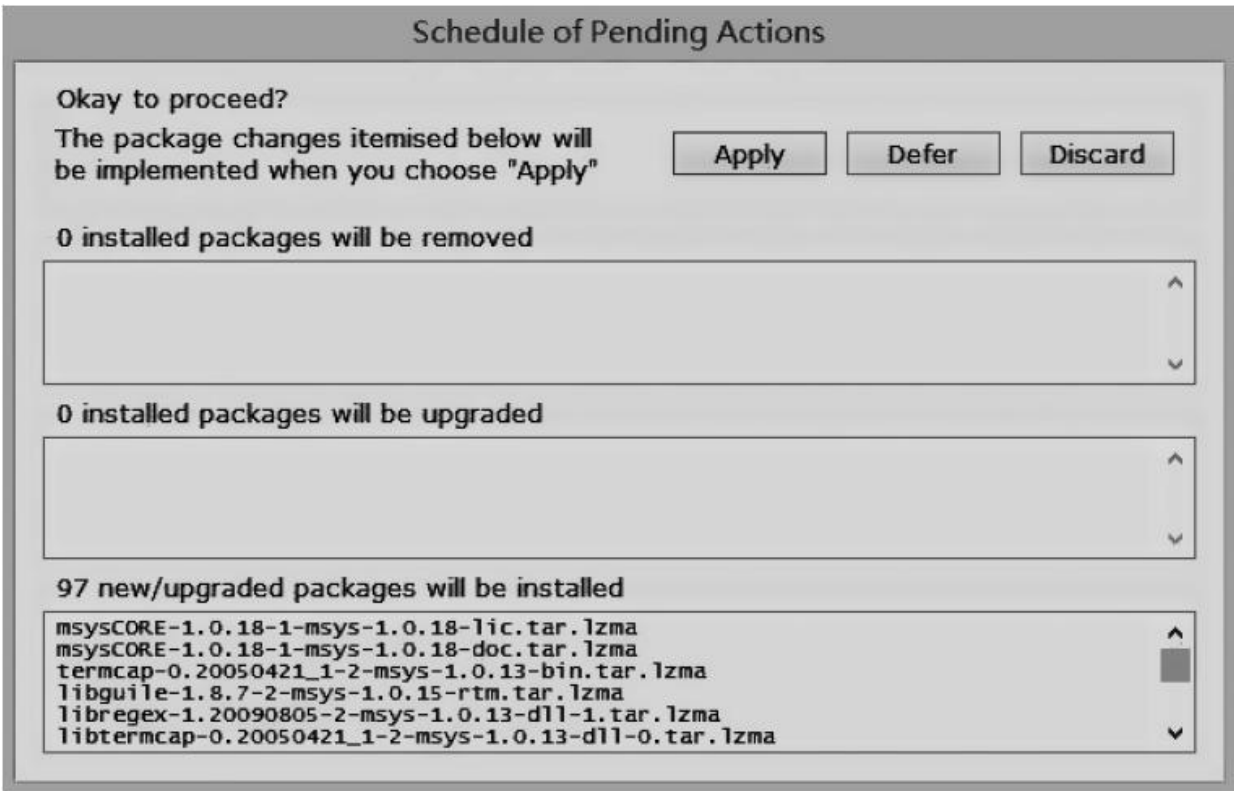 Schedule of Pending Actions
Okay to proceed?
The package changes itemised below will
be implemented when you choose "Apply"
Apply
Defer
Discard
0 installed packages will be removed
0 installed packages will be upgraded
97 new/upgraded packages will be installed
msysCORE-1.0.18-1-msys-1.0.18-lic.tar.lzma
msysCORE-1.0.18-1-msys-1.0.18-doc.tar.lzma
termcap-0.20050421_1-2-msys-1.0.13-bin.tar.lzma
libguile-1.8.7-2-msys-1.0.15-rtm.tar.lzma
libregex-1.20090805-2-msys-1.0.13-dll-1.tar.lzma
libtermcap-0.20050421_1-2-msys-1.0.13-dll-0.tar.lzma